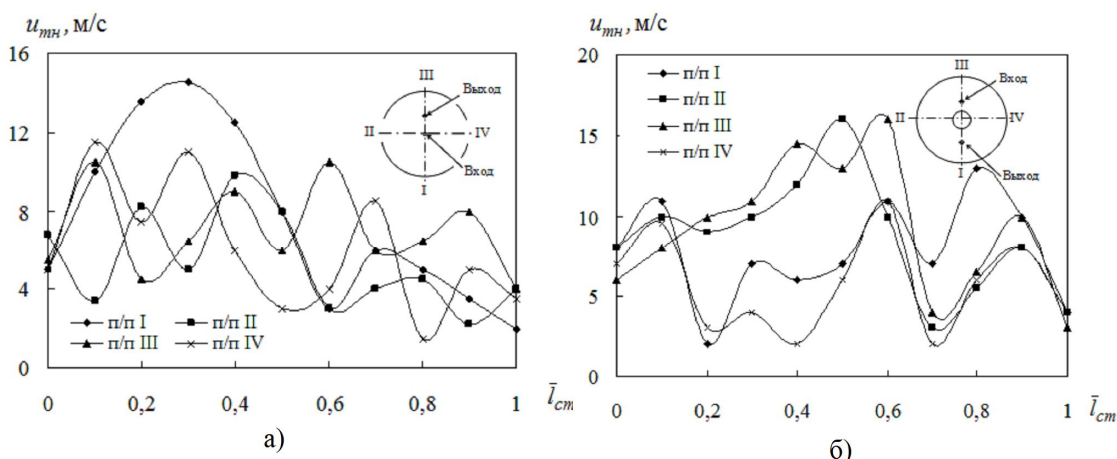 u_тн, м/с
16
12
8
4
0
0
0,2
0,4
0,6
0,8
1
l̄_ст
III
Выход
II
IV
Вход
I
п/п I
п/п II
п/п III
п/п IV
а)
u_тн, м/с
20
15
10
5
0
0
0,2
0,4
0,6
0,8
1
l̄_ст
п/п I
п/п II
п/п III
п/п IV
III
Вход
II
IV
I
Выход
б)